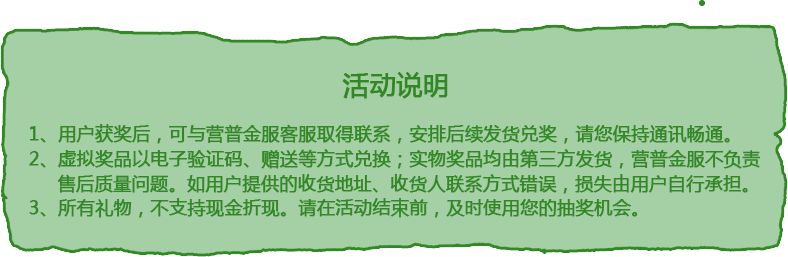 活动说明
1、用户获奖后，可与营普金服客服取得联系，安排后续发货兑奖，请您保持通讯畅通。
2、虚拟奖品以电子验证码、赠送等方式兑换；实物奖品均由第三方发货，营普金服不负责
售后质量问题。如用户提供的收货地址、收货人联系方式错误，损失由用户自行承担。
3、所有礼物，不支持现金折现。请在活动结束前，及时使用您的抽奖机会。